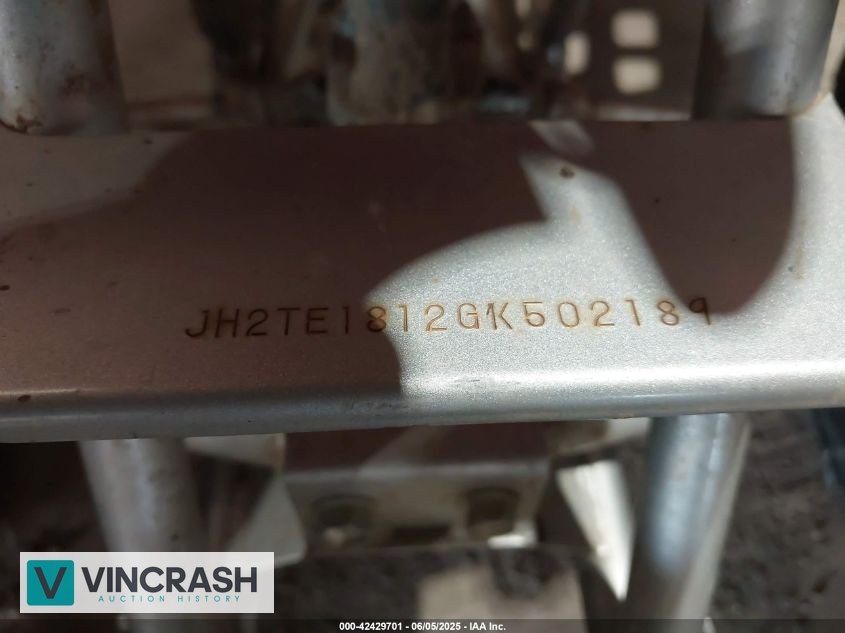 JH2TE1812GK502189
V VINCRASH
AUCTION HISTORY
000-42429701 - 06/05/2025 - IAA Inc.